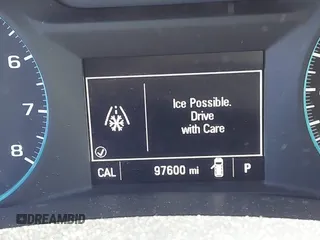 6
7
8
Ice Possible.
Drive
with Care
CAL 97600 mi P
DREAMBID